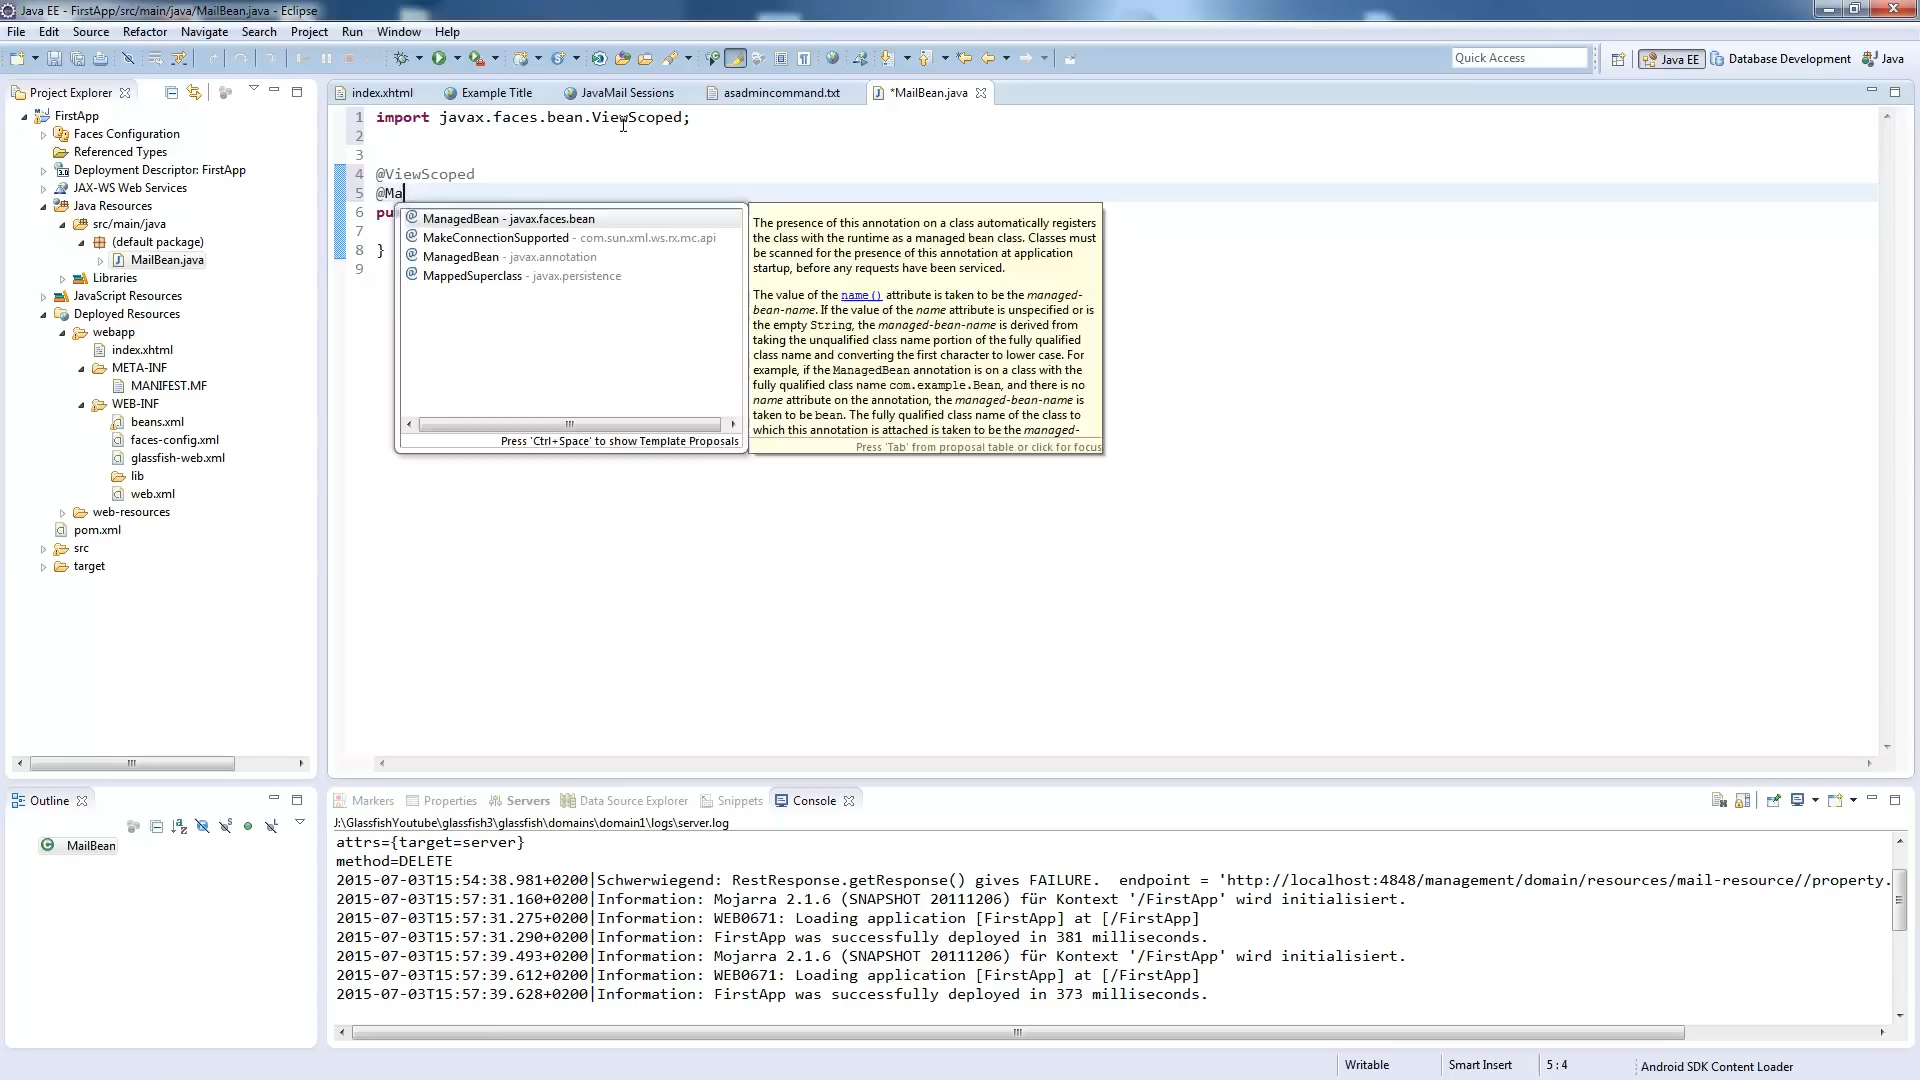 Java EE - FirstApp/src/main/java/MailBean.java - Eclipse
File Edit Source Refactor Navigate Search Project Run Window Help
Quick Access
Java EE
Database Development
Java
Project Explorer
index.xhtml
Example Title
JavaMail Sessions
asadmincommand.txt
*MailBean.java
FirstApp
Faces Configuration
Referenced Types
Deployment Descriptor: FirstApp
JAX-WS Web Services
Java Resources
src/main/java
(default package)
MailBean.java
Libraries
JavaScript Resources
Deployed Resources
webapp
index.xhtml
META-INF
MANIFEST.MF
WEB-INF
beans.xml
faces-config.xml
glassfish-web.xml
lib
web.xml
web-resources
pom.xml
src
target
1 import javax.faces.bean.ViewScoped;
2
3
4 @ViewScoped
5 @Ma
6 pu
7
8 }
9
ManagedBean - javax.faces.bean
MakeConnectionSupported - com.sun.xml.ws.rx.mc.api
ManagedBean - javax.annotation
MappedSuperclass - javax.persistence
Press 'Ctrl+Space' to show Template Proposals
The presence of this annotation on a class automatically registers
the class with the runtime as a managed bean class. Classes must
be scanned for the presence of this annotation at application
startup, before any requests have been serviced.
The value of the name() attribute is taken to be the managed-
bean-name. If the value of the name attribute is unspecified or is
the empty String, the managed-bean-name is derived from
taking the unqualified class name portion of the fully qualified
class name and converting the first character to lower case. For
example, if the ManagedBean annotation is on a class with the
fully qualified class name com.example.Bean, and there is no
name attribute on the annotation, the managed-bean-name is
taken to be bean. The fully qualified class name of the class to
which this annotation is attached is taken to be the managed-
Press 'Tab' from proposal table or click for focus
Outline
MailBean
Markers
Properties
Servers
Data Source Explorer
Snippets
Console
J:\GlassfishYoutube\glassfish3\glassfish\domains\domain1\logs\server.log
attrs={target=server}
method=DELETE
2015-07-03T15:54:38.981+0200|Schwerwiegend: RestResponse.getResponse() gives FAILURE.  endpoint = 'http://localhost:4848/management/domain/resources/mail-resource//property.
2015-07-03T15:57:31.160+0200|Information: Mojarra 2.1.6 (SNAPSHOT 20111206) für Kontext '/FirstApp' wird initialisiert.
2015-07-03T15:57:31.275+0200|Information: WEB0671: Loading application [FirstApp] at [/FirstApp]
2015-07-03T15:57:31.290+0200|Information: FirstApp was successfully deployed in 381 milliseconds.
2015-07-03T15:57:39.493+0200|Information: Mojarra 2.1.6 (SNAPSHOT 20111206) für Kontext '/FirstApp' wird initialisiert.
2015-07-03T15:57:39.612+0200|Information: WEB0671: Loading application [FirstApp] at [/FirstApp]
2015-07-03T15:57:39.628+0200|Information: FirstApp was successfully deployed in 373 milliseconds.
Writable
Smart Insert
5 : 4
Android SDK Content Loader